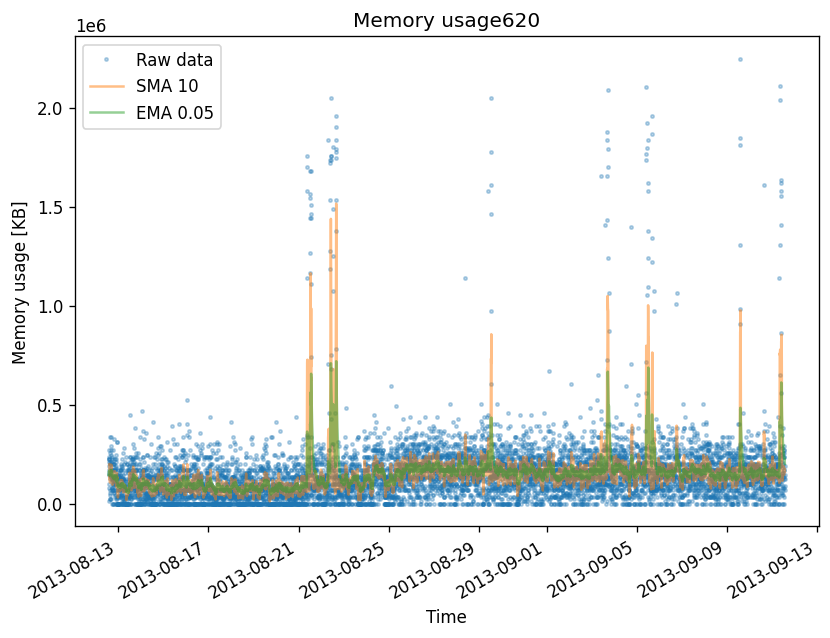 Memory usage620
1e6
Raw data
SMA 10
EMA 0.05
2.0
1.5
1.0
0.5
0.0
Memory usage [KB]
2013-08-13
2013-08-17
2013-08-21
2013-08-25
2013-08-29
2013-09-01
2013-09-05
2013-09-09
2013-09-13
Time